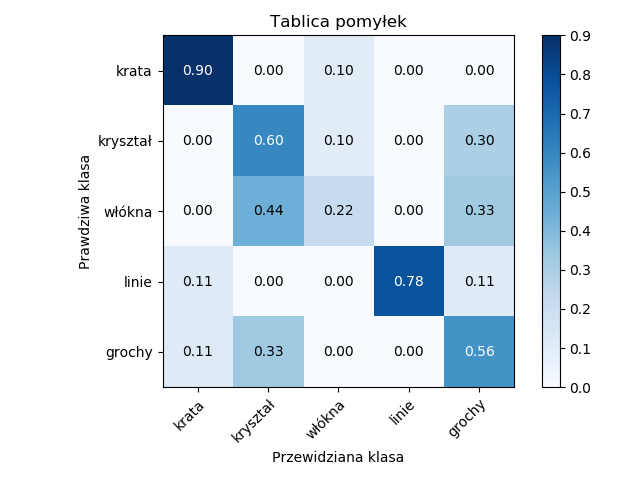 Tablica pomyłek
krata 0.90 0.00 0.10 0.00 0.00
kryształ 0.00 0.60 0.10 0.00 0.30
włókna 0.00 0.44 0.22 0.00 0.33
linie 0.11 0.00 0.00 0.78 0.11
grochy 0.11 0.33 0.00 0.00 0.56
krata kryształ włókna linie grochy
Prawdziwa klasa
Przewidziana klasa
0.9
0.8
0.7
0.6
0.5
0.4
0.3
0.2
0.1
0.0